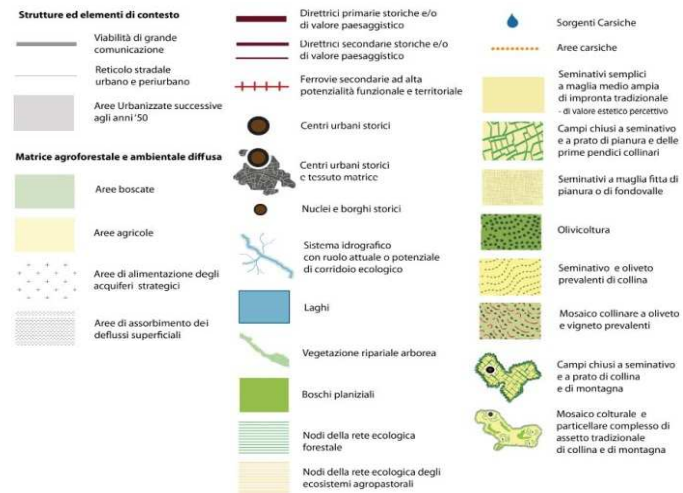 Strutture ed elementi di contesto
Viabilità di grande
comunicazione
Reticolo stradale
urbano e periurbano
Aree Urbanizzate successive
agli anni '50
Matrice agroforestale e ambientale diffusa
Aree boscate
Aree agricole
Aree di alimentazione degli
acquiferi strategici
Aree di assorbimento dei
deflussi superficiali
Direttrici primarie storiche e/o
di valore paesaggistico
Direttrici secondarie storiche e/o
di valore paesaggistico
Ferrovie secondarie ad alta
potenzialità funzionale e territoriale
Centri urbani storici
Centri urbani storici
e tessuto matrice
Nuclei e borghi storici
Sistema idrografico
con ruolo attuale o potenziale
di corridoio ecologico
Laghi
Vegetazione ripariale arborea
Boschi planiziali
Nodi della rete ecologica
forestale
Nodi della rete ecologica degli
ecosistemi agropastorali
Sorgenti Carsiche
Aree carsiche
Seminativi semplici
a maglia medio ampia
di impronta tradizionale
- di valore estetico percettivo
Campi chiusi a seminativo
e a prato di pianura e delle
prime pendici collinari
Seminativi a maglia fitta di
pianura o di fondovalle
Olivicoltura
Seminativo e oliveto
prevalenti di collina
Mosaico collinare a oliveto
e vigneto prevalenti
Campi chiusi a seminativo
e a prato di collina
e di montagna
Mosaico colturale e
particellare complesso di
assetto tradizionale
di collina e di montagna